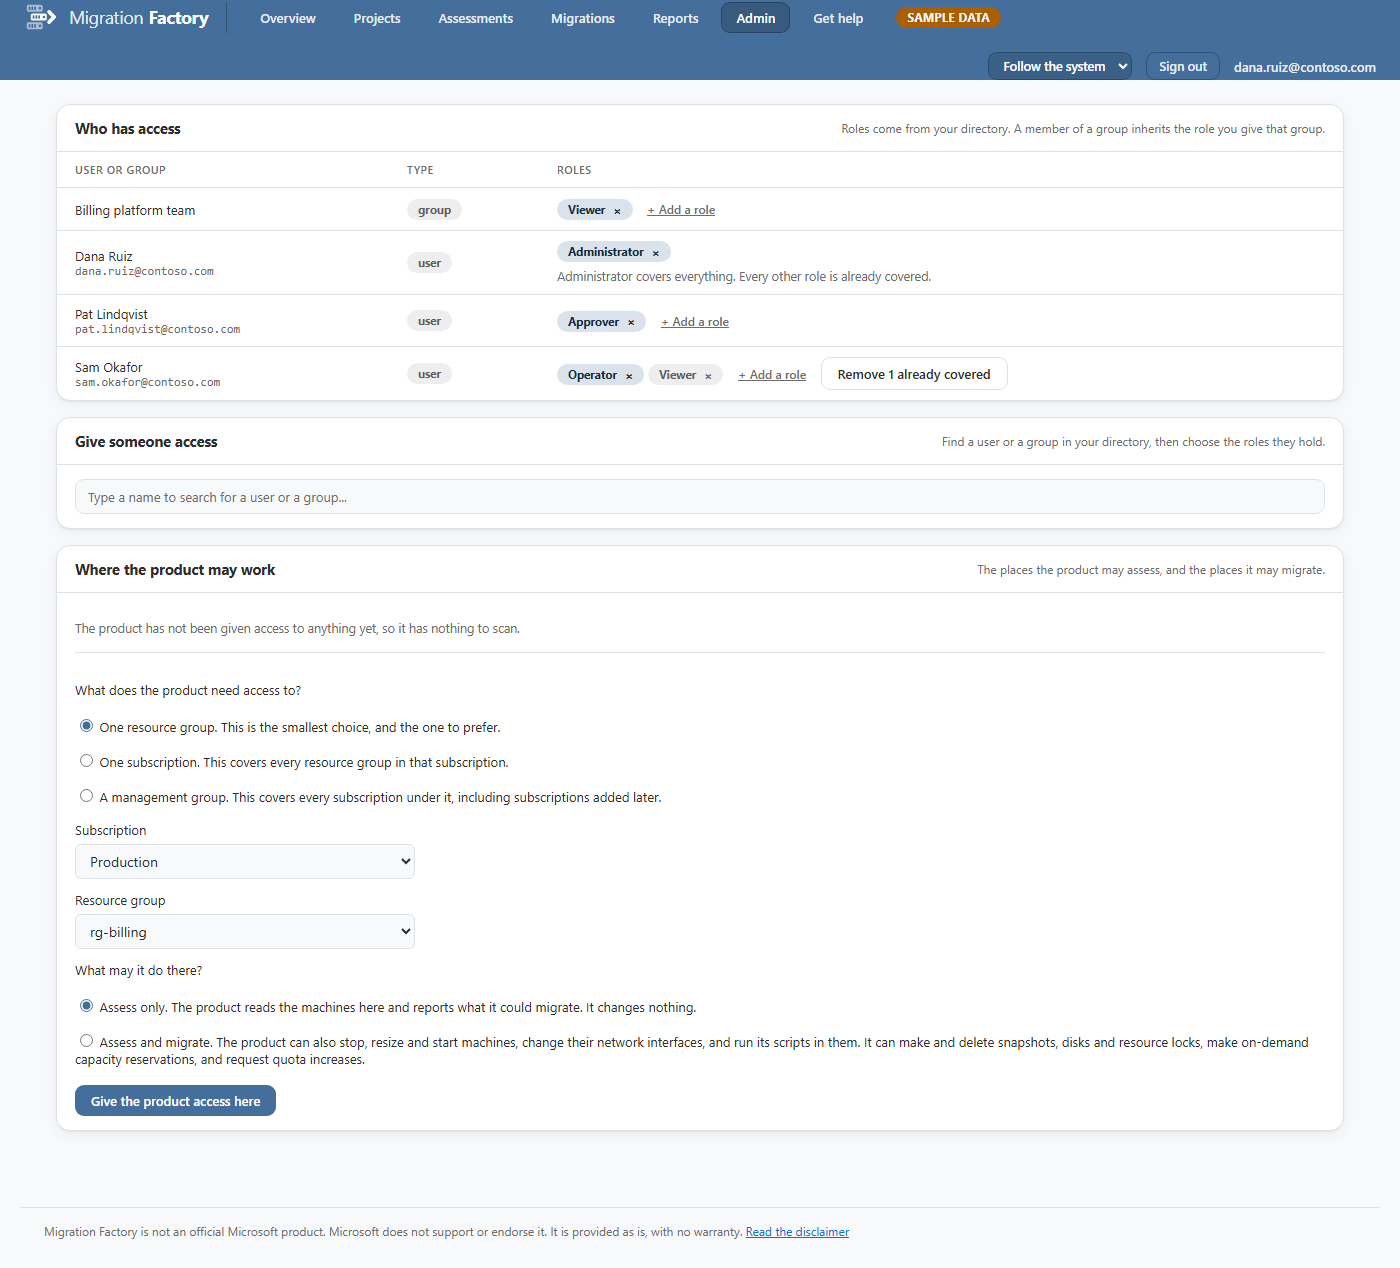 Migration Factory
Overview
Projects
Assessments
Migrations
Reports
Admin
Get help
SAMPLE DATA
Follow the system
Sign out
dana.ruiz@contoso.com
Who has access
Roles come from your directory. A member of a group inherits the role you give that group.
USER OR GROUP
TYPE
ROLES
Billing platform team
group
Viewer ×
+ Add a role
Dana Ruiz
dana.ruiz@contoso.com
user
Administrator ×
Administrator covers everything. Every other role is already covered.
Pat Lindqvist
pat.lindqvist@contoso.com
user
Approver ×
+ Add a role
Sam Okafor
sam.okafor@contoso.com
user
Operator ×
Viewer ×
+ Add a role
Remove 1 already covered
Give someone access
Find a user or a group in your directory, then choose the roles they hold.
Type a name to search for a user or a group...
Where the product may work
The places the product may assess, and the places it may migrate.
The product has not been given access to anything yet, so it has nothing to scan.
What does the product need access to?
One resource group. This is the smallest choice, and the one to prefer.
One subscription. This covers every resource group in that subscription.
A management group. This covers every subscription under it, including subscriptions added later.
Subscription
Production
Resource group
rg-billing
What may it do there?
Assess only. The product reads the machines here and reports what it could migrate. It changes nothing.
Assess and migrate. The product can also stop, resize and start machines, change their network interfaces, and run its scripts in them. It can make and delete snapshots, disks and resource locks, make on-demand
capacity reservations, and request quota increases.
Give the product access here
Migration Factory is not an official Microsoft product. Microsoft does not support or endorse it. It is provided as is, with no warranty. Read the disclaimer